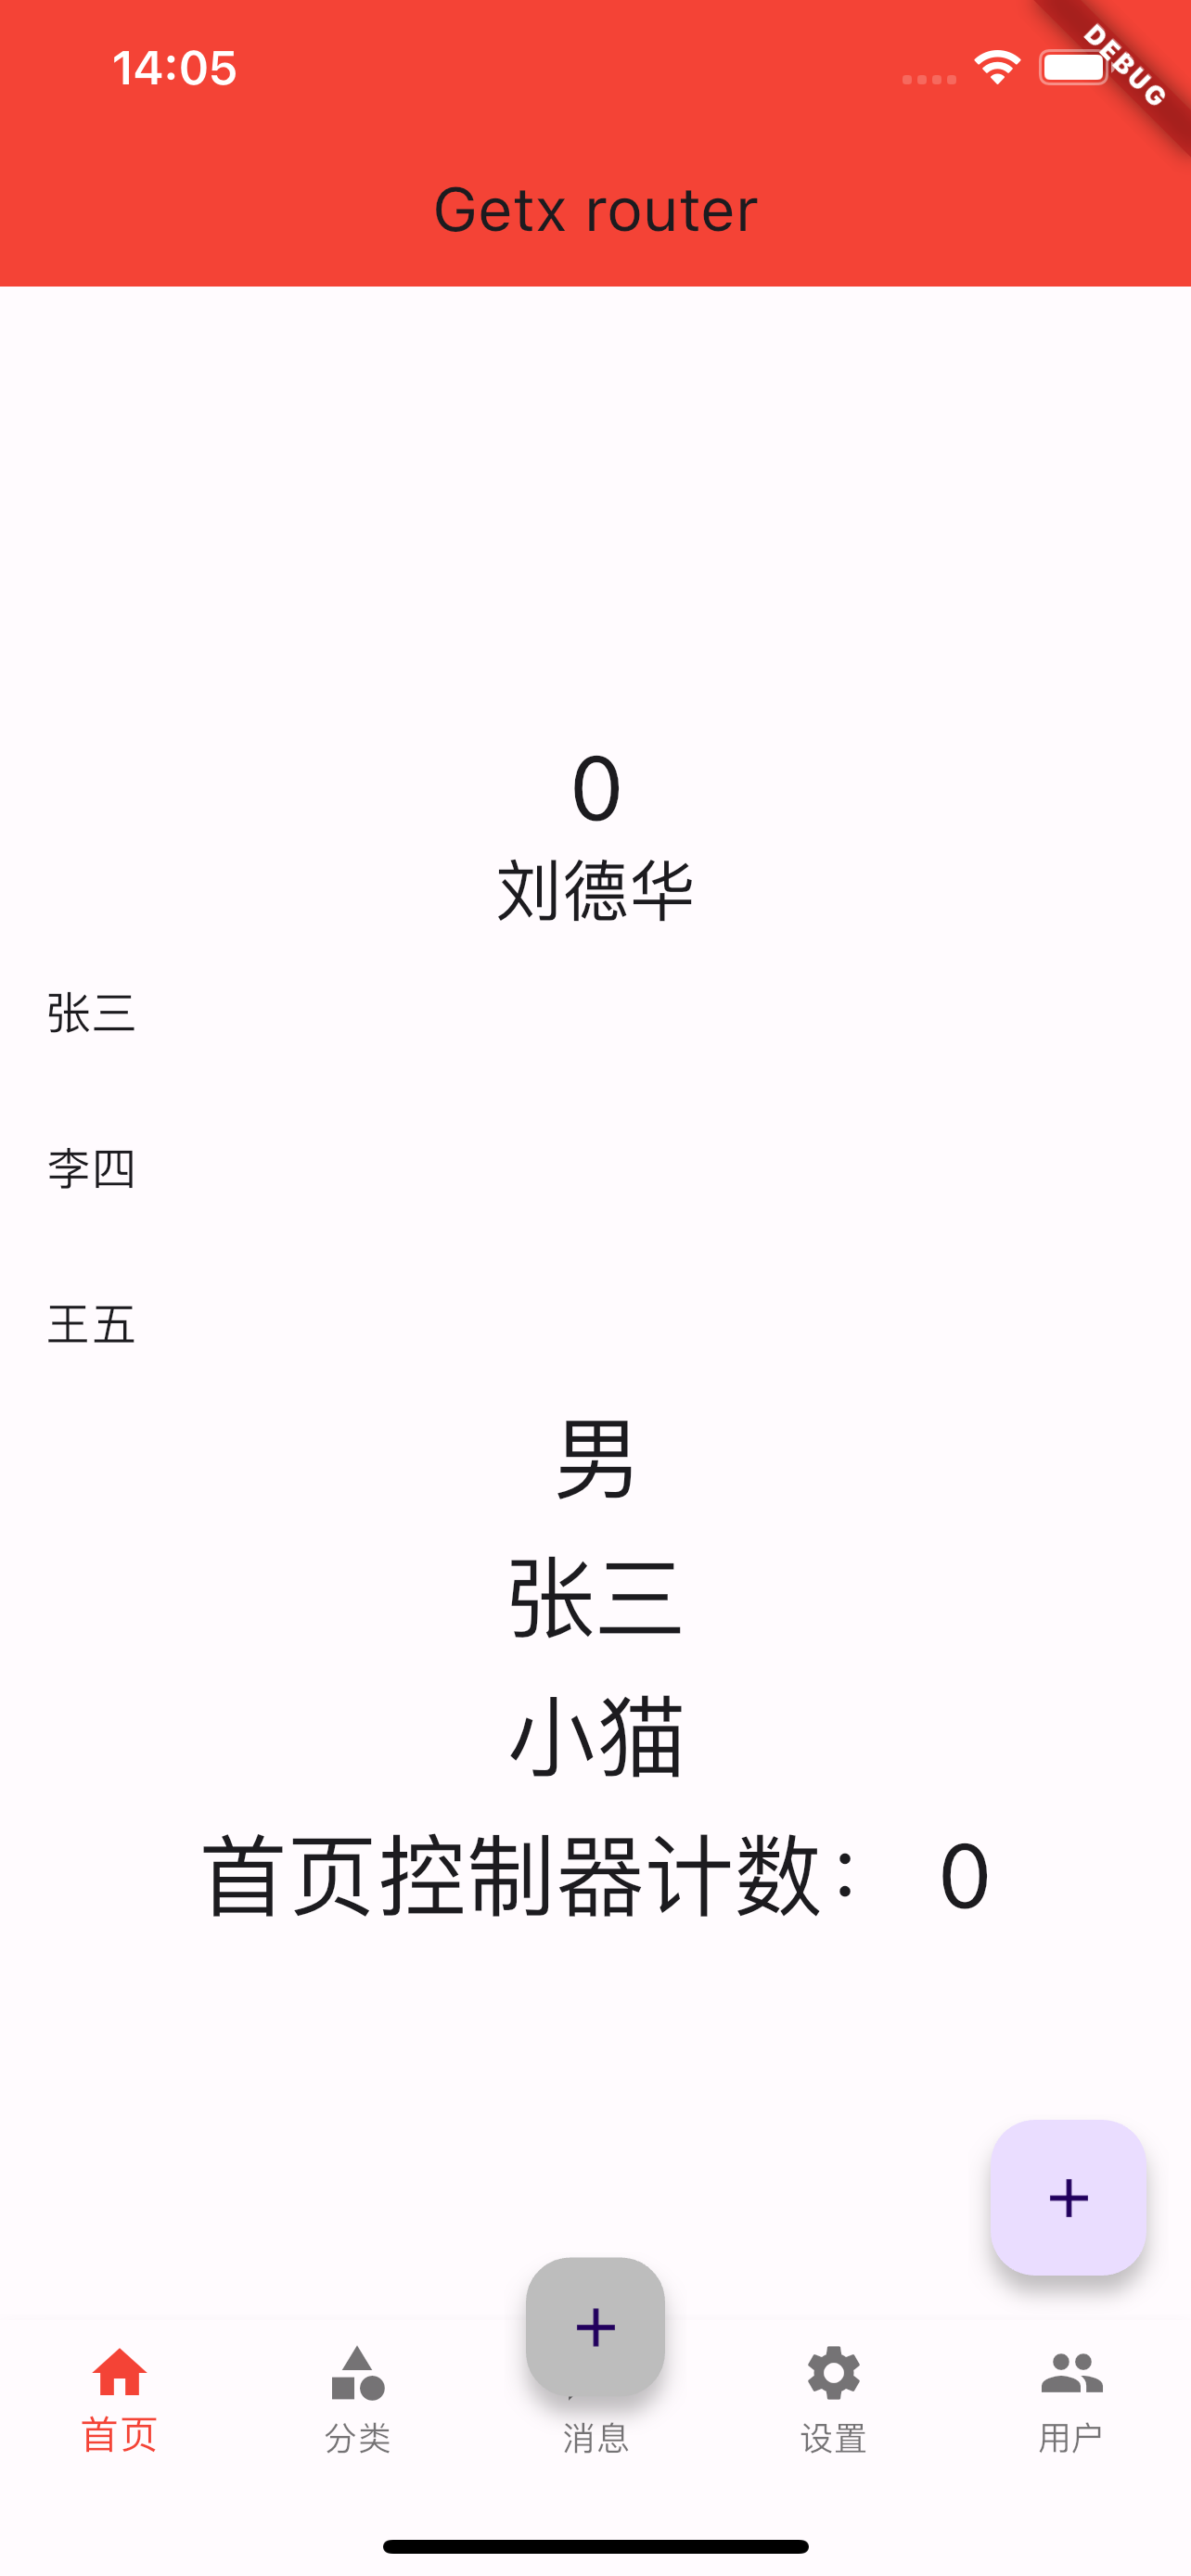 14:05
DEBUG
Getx router
0
刘德华
张三
李四
王五
男
张三
小猫
首页控制器计数： 0
首页
分类
消息
设置
用户